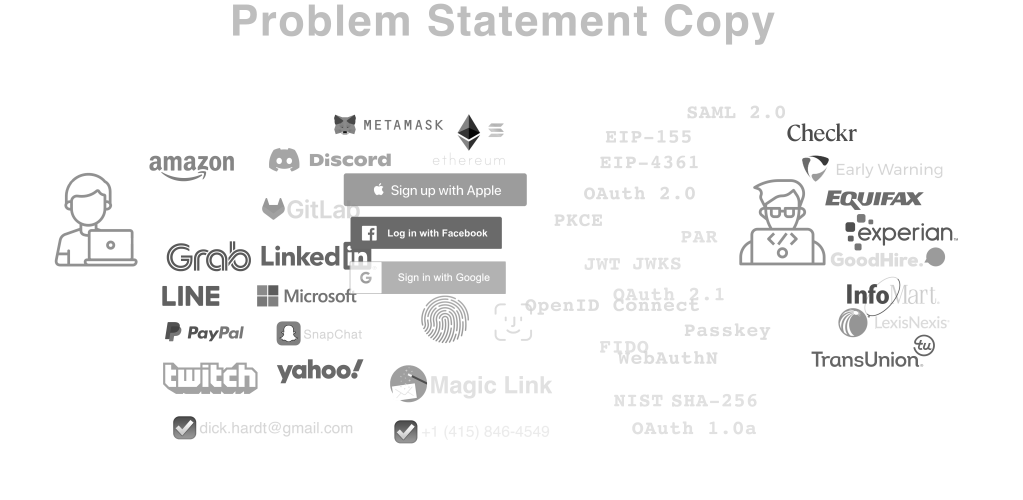 Problem Statement Copy
METAMASK
ethereum
amazon
Discord
Sign up with Apple
GitLab
Log in with Facebook
Grab
LinkedIn
G Sign in with Google
LINE
Microsoft
PayPal
SnapChat
twitch
yahoo!
Magic Link
dick.hardt@gmail.com
+1 (415) 846-4549
SAML 2.0
EIP-155
EIP-4361
OAuth 2.0
PKCE
PAR
JWT JWKS
OAuth 2.1
OpenID Connect
Passkey
FIDO
WebAuthN
NIST SHA-256
OAuth 1.0a
Checkr
Early Warning
EQUIFAX
experian
GoodHire.
InfoMart.
LexisNexis
tu
TransUnion